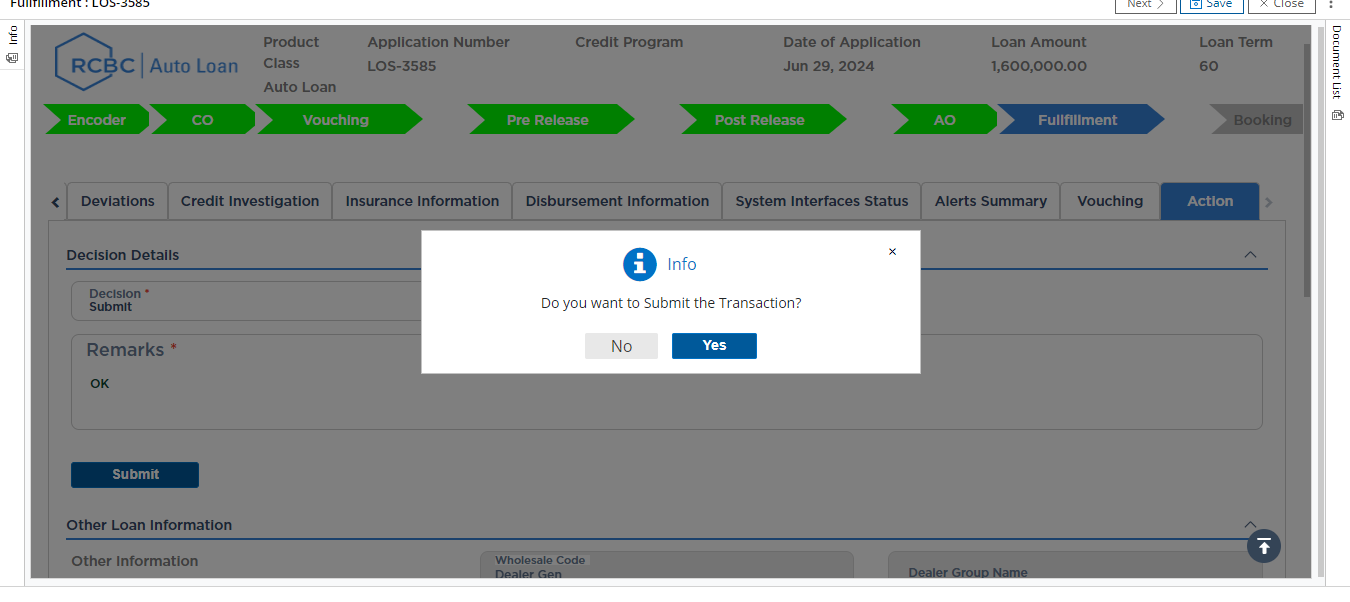 Fullfillment : LOS-3585
Next
Save
Close
Info
Document List
RCBC Auto Loan
Product Class
Auto Loan
Application Number
LOS-3585
Credit Program
Date of Application
Jun 29, 2024
Loan Amount
1,600,000.00
Loan Term
60
Encoder
CO
Vouching
Pre Release
Post Release
AO
Fullfillment
Booking
Deviations
Credit Investigation
Insurance Information
Disbursement Information
System Interfaces Status
Alerts Summary
Vouching
Action
Decision Details
Decision *
Submit
Remarks *
OK
Info
Do you want to Submit the Transaction?
No
Yes
Submit
Other Loan Information
Other Information
Wholesale Code
Dealer Gen
Dealer Group Name